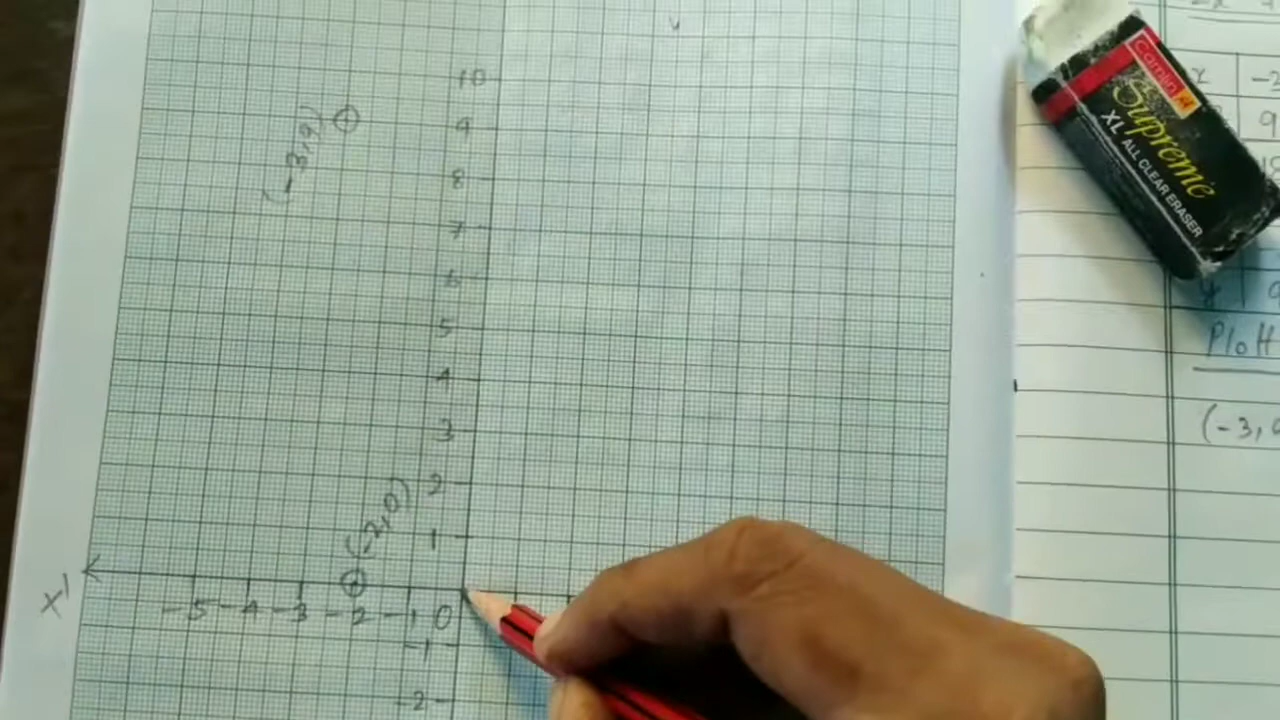 10
9
(-3,9)
8
7
6
5
4
3
2
(-2,0)
1
x'
-5 -4 -3 -2 -1 0
-1
-2
Camlin
Supreme
XL ALL CLEAR ERASER
x
9
y
(-3,